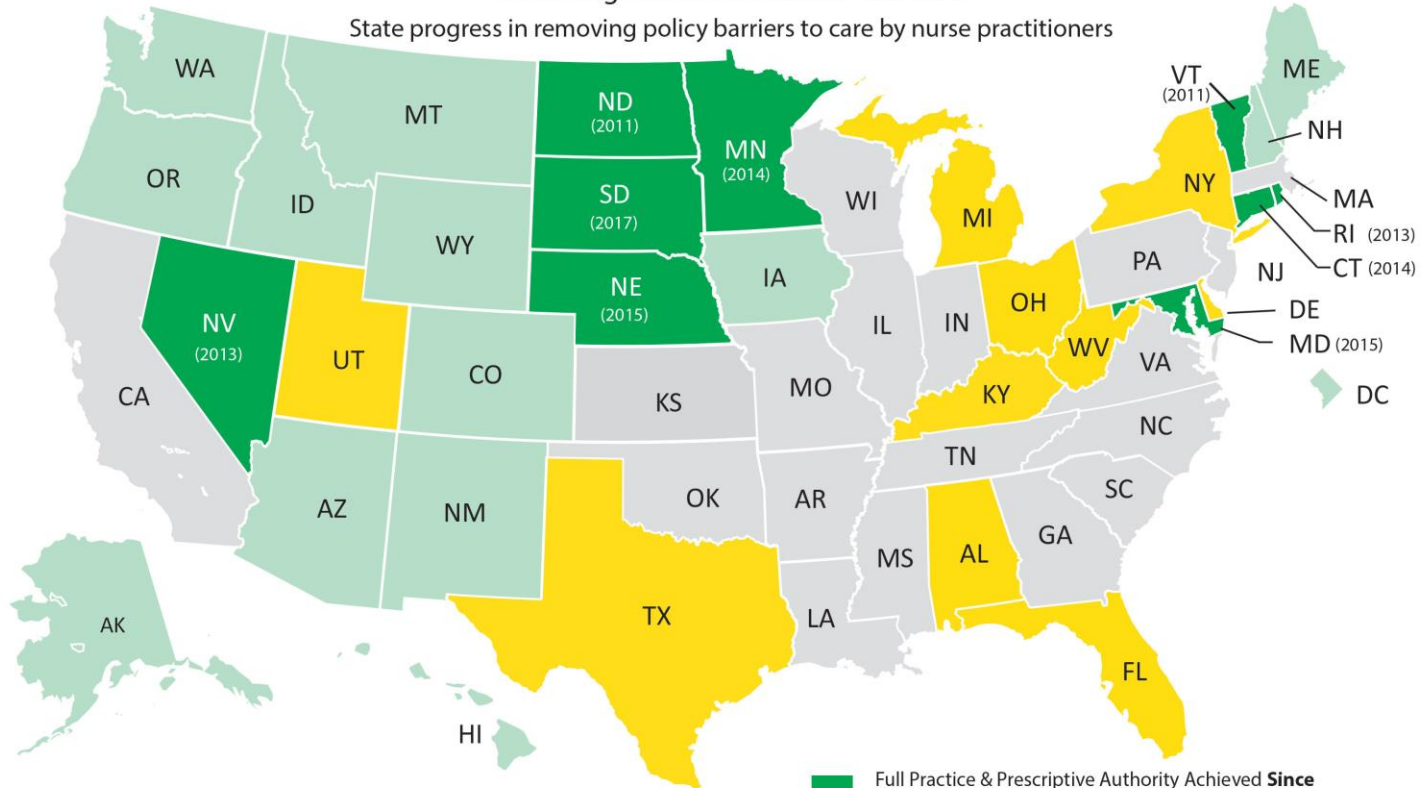 State progress in removing policy barriers to care by nurse practitioners
WA
MT
ND
(2011)
MN
(2014)
VT
(2011)
ME
NH
OR
ID
SD
(2017)
WI
MI
NY
MA
RI (2013)
CT (2014)
WY
NE
(2015)
IA
PA
NJ
NV
(2013)
UT
CO
IL
IN
OH
WV
DE
MD (2015)
VA
DC
CA
KS
MO
KY
NC
TN
AZ
NM
OK
AR
SC
MS
AL
GA
AK
TX
LA
FL
HI
Full Practice & Prescriptive Authority Achieved Since